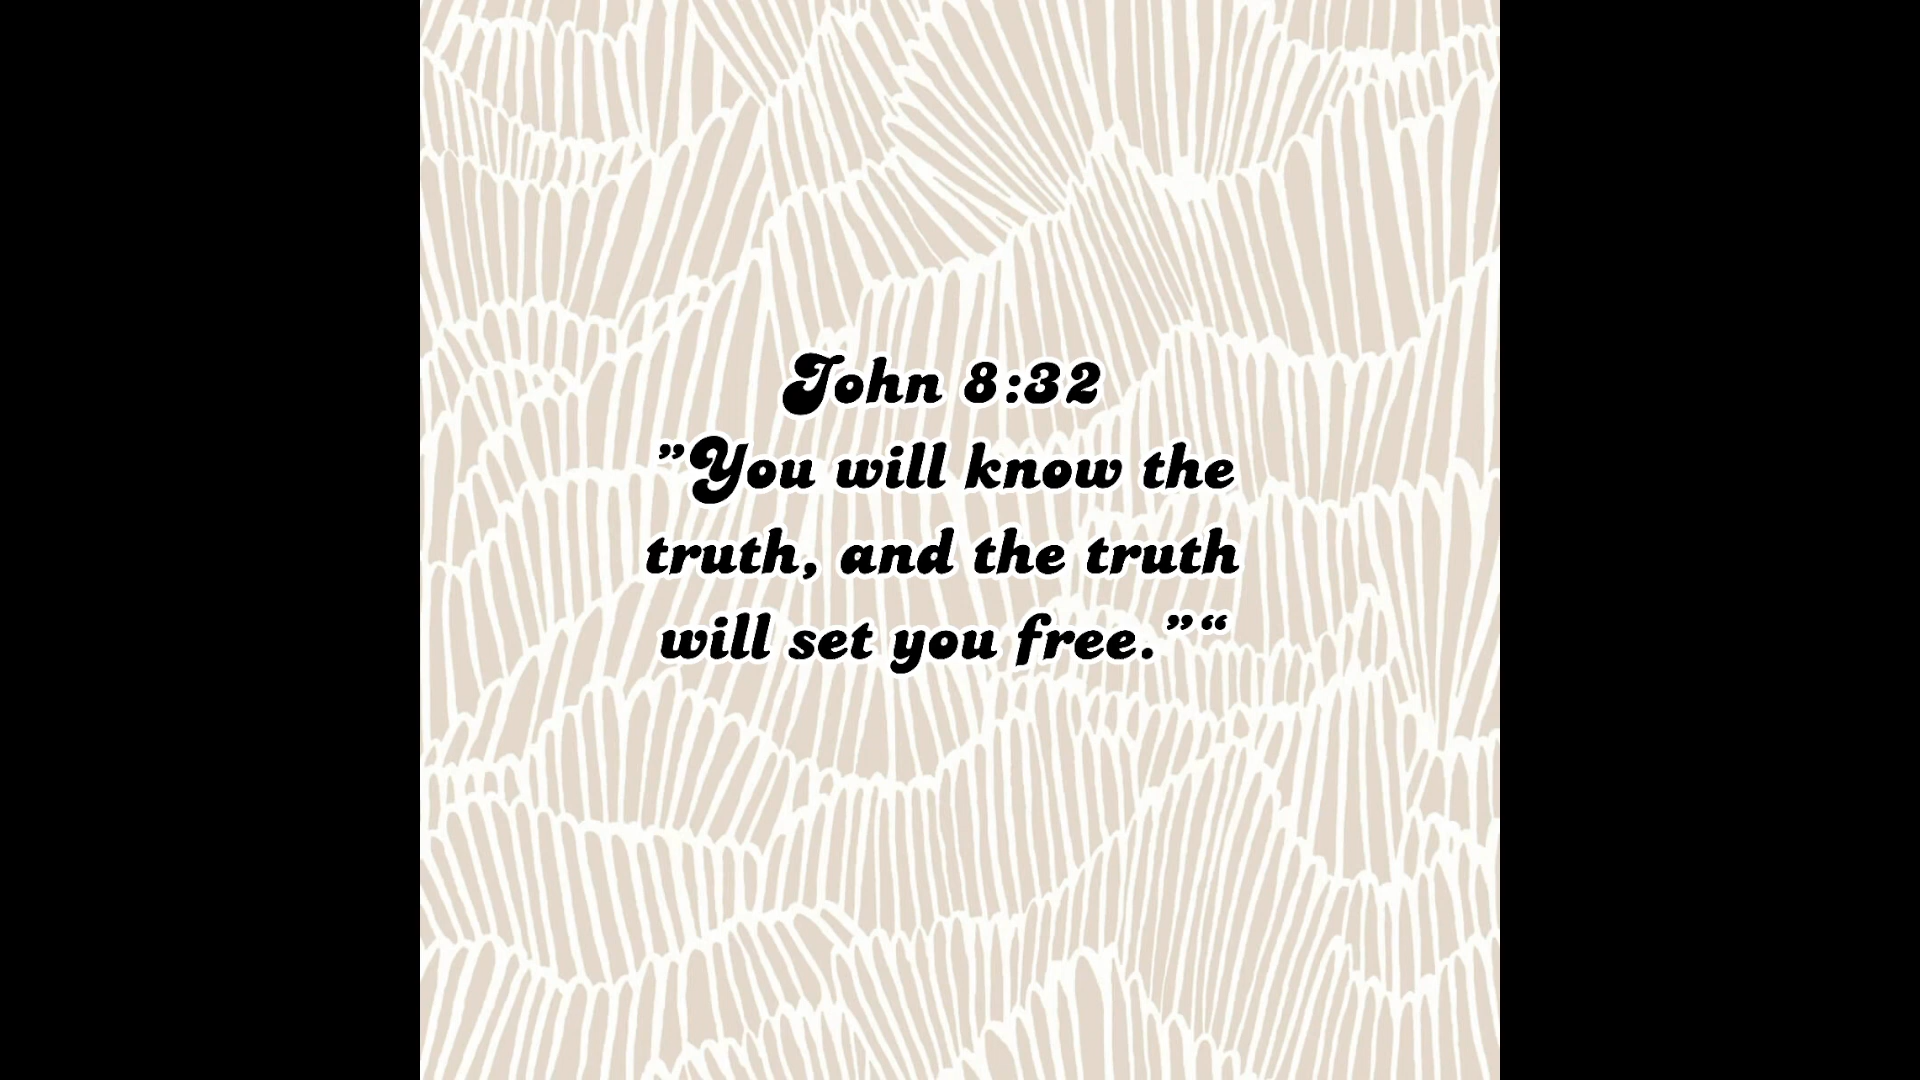 John 8:32
”You will know the
truth, and the truth
will set you free.”“